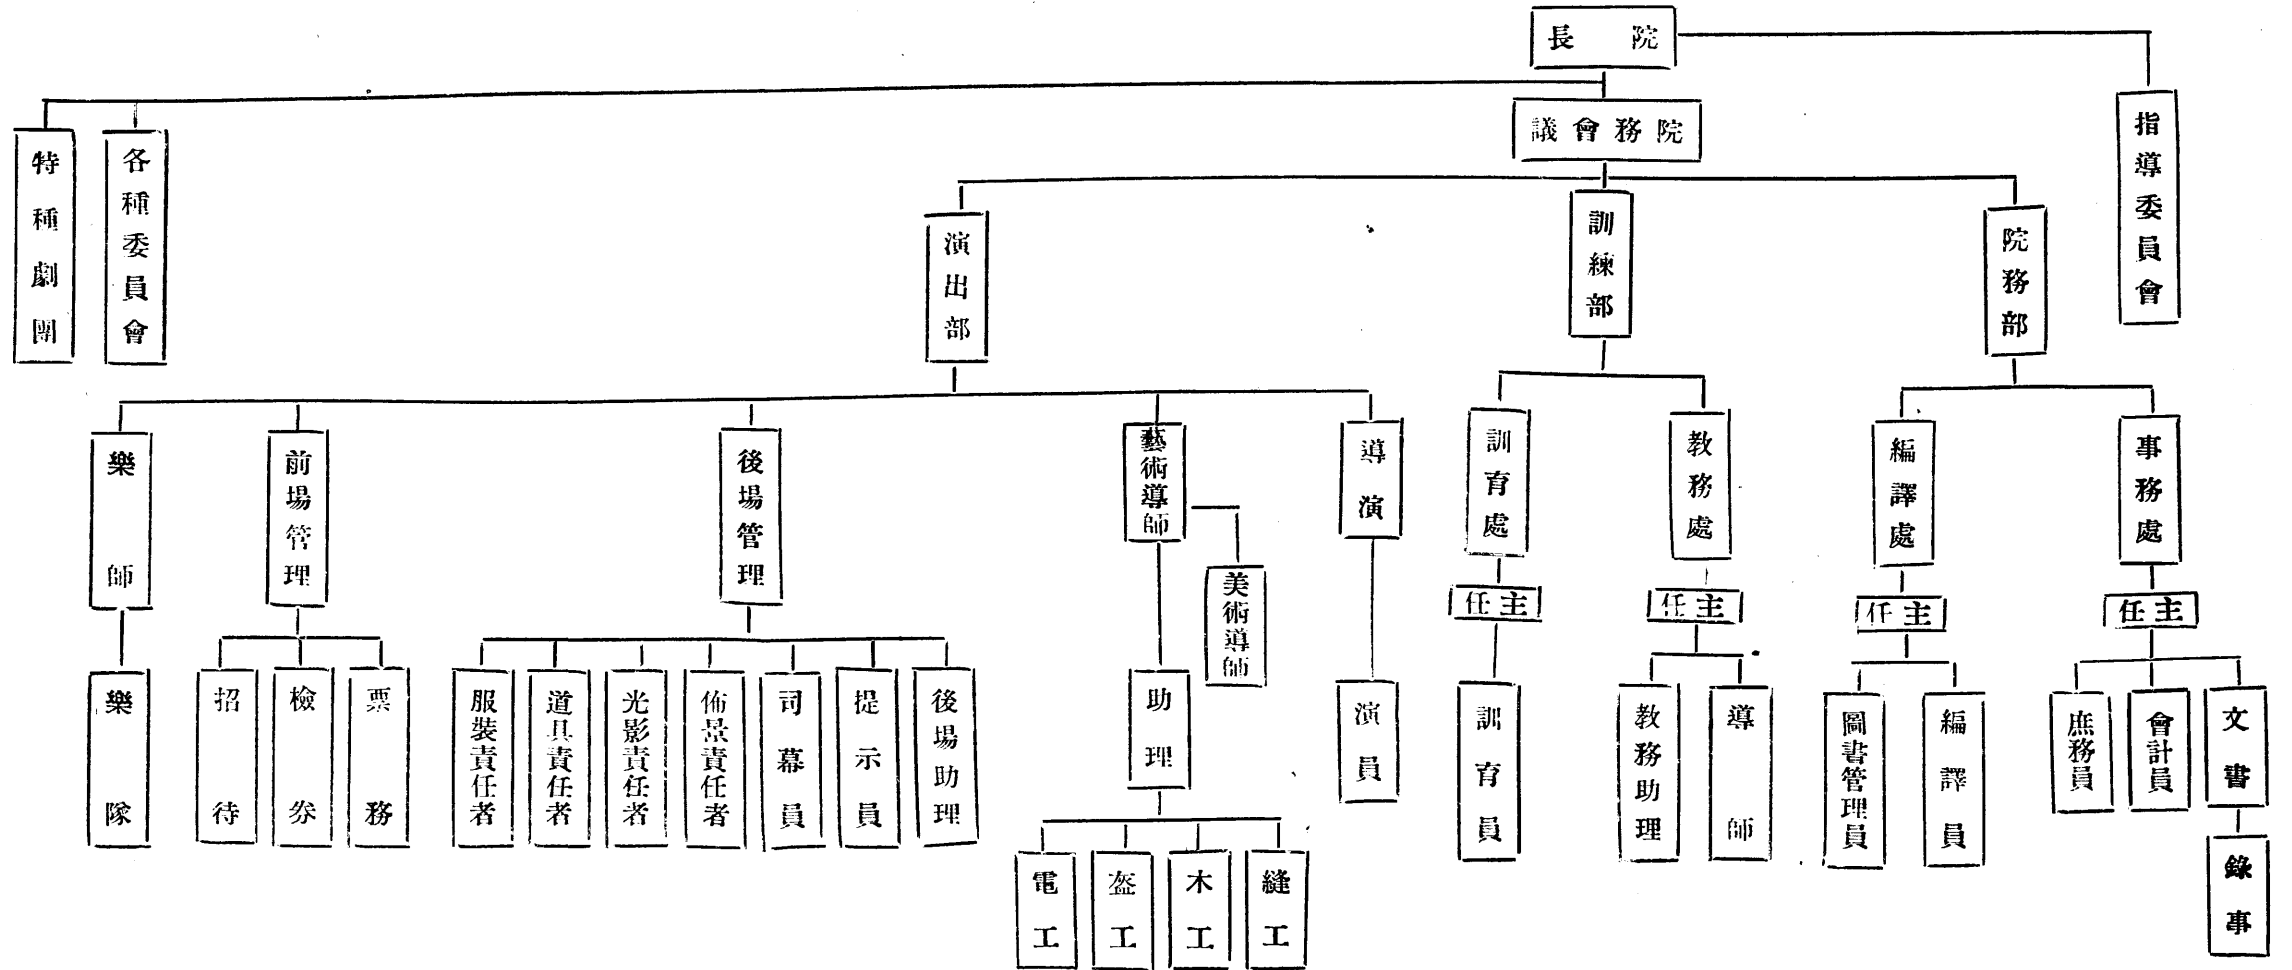 院長
院務會議
指導委員會
各種委員會
特種劇團
院務部
訓練部
演出部
事務處
編譯處
教務處
訓育處
導演
藝術導師
美術導師
後場管理
前場管理
樂師
主任
主任
主任
主任
文書
會計員
庶務員
錄事
編譯員
圖書管理員
導師
教務助理
訓育員
演員
助理
縫工
木工
盔工
電工
後場助理
提示員
司幕員
佈景責任者
光影責任者
道具責任者
服裝責任者
票務
檢券
招待
樂隊